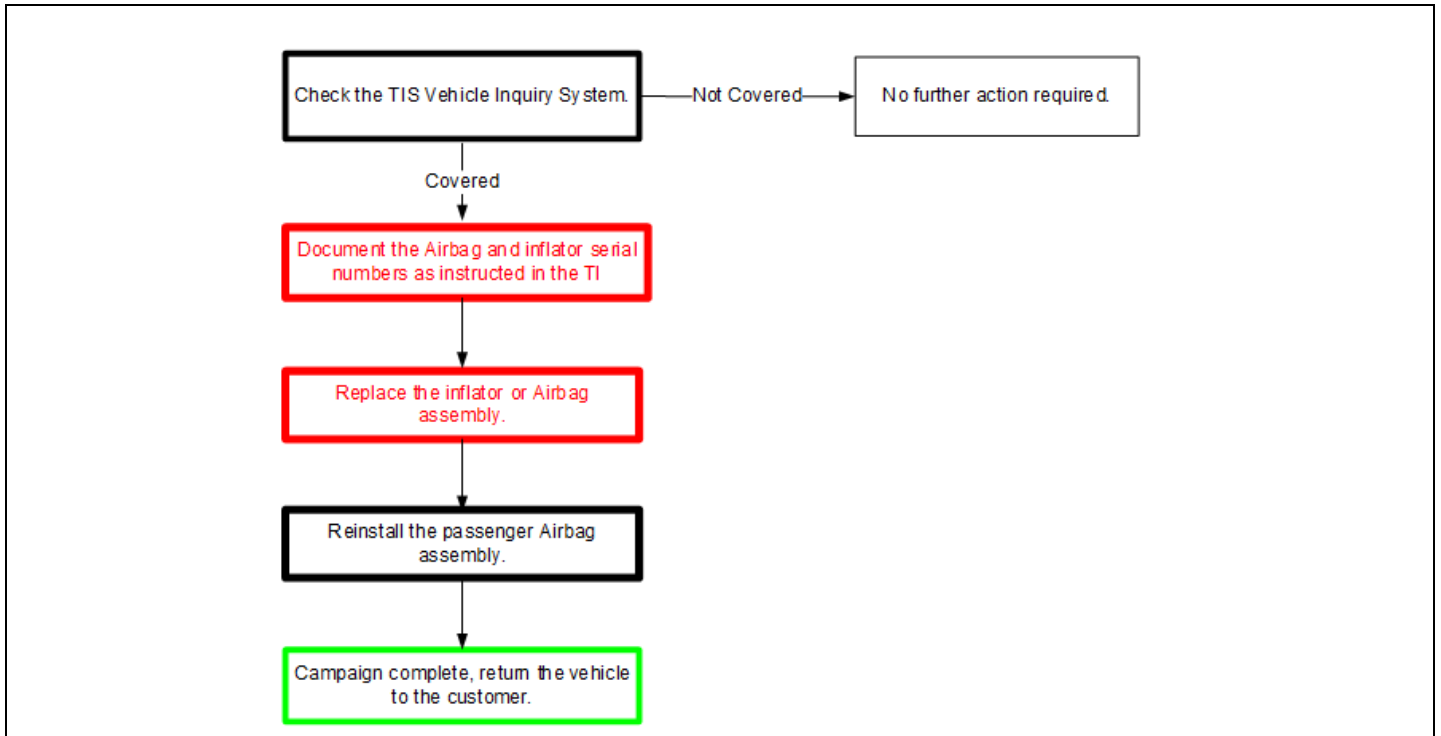 Check the TIS Vehicle Inquiry System.
Not Covered
No further action required.
Covered
Document the Airbag and inflator serial
numbers as instructed in the TI
Replace the inflator or Airbag
assembly.
Reinstall the passenger Airbag
assembly.
Campaign complete, return the vehicle
to the customer.